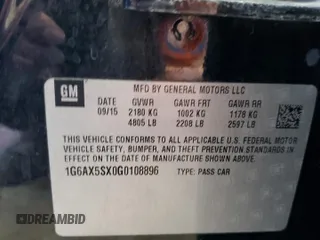 GM
MFD BY GENERAL MOTORS LLC
DATE GVWR GAWR FRT GAWR RR
09/15 2180 KG 1002 KG 1178 KG
4805 LB 2208 LB 2597 LB
THIS VEHICLE CONFORMS TO ALL APPLICABLE U.S. FEDERAL MOTOR
VEHICLE SAFETY, BUMPER, AND THEFT PREVENTION STANDARDS IN
EFFECT ON THE DATE OF MANUFACTURE SHOWN ABOVE.
1G6AX5SX0G0108896 TYPE: PASS CAR
DREAMBID